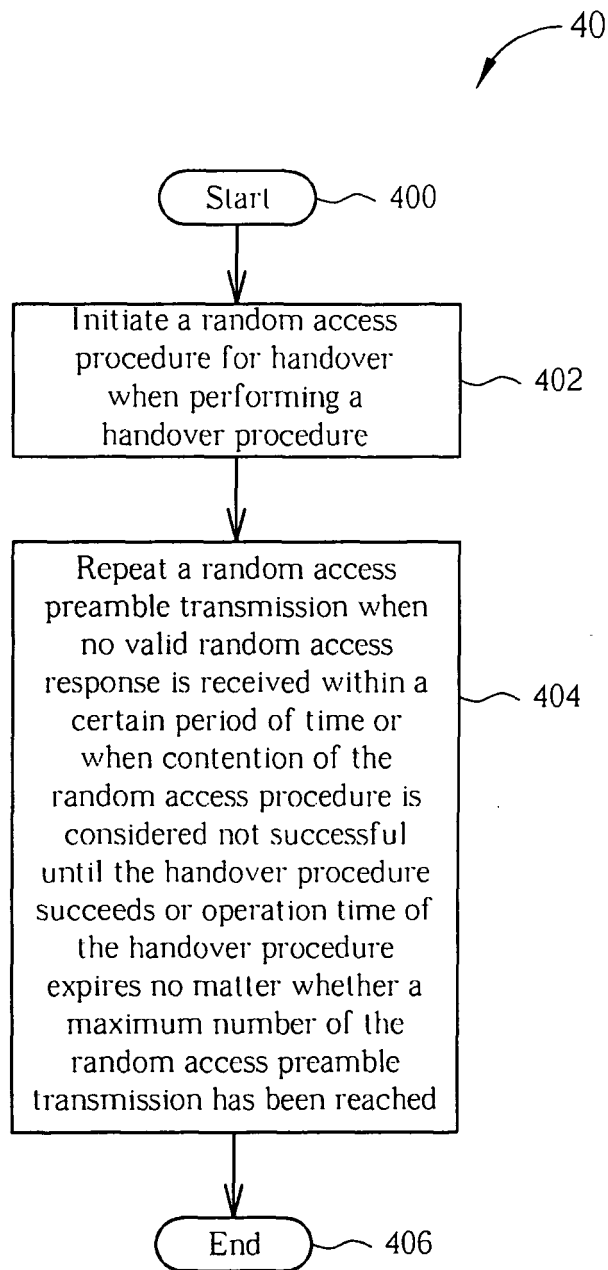 40
Start
400
Initiate a random access
procedure for handover
when performing a
handover procedure
402
Repeat a random access
preamble transmission when
no valid random access
response is received within a
certain period of time or
when contention of the
random access procedure is
considered not successful
until the handover procedure
succeeds or operation time of
the handover procedure
expires no matter whether a
maximum number of the
random access preamble
transmission has been reached
404
End
406